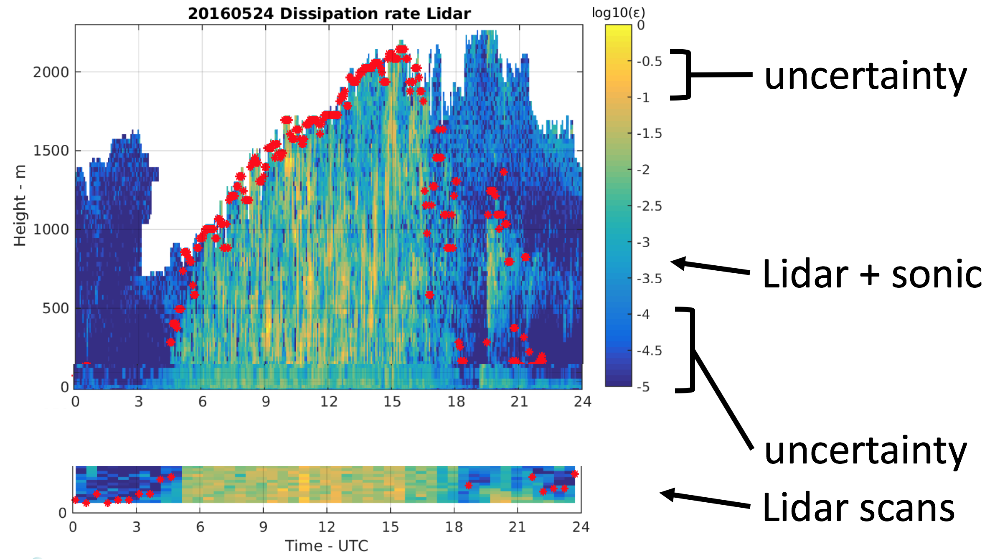 20160524 Dissipation rate Lidar
log10(ε)
Height - m
2000
1500
1000
500
0
0 3 6 9 12 15 18 21 24
0
-0.5
-1
-1.5
-2
-2.5
-3
-3.5
-4
-4.5
-5
uncertainty
Lidar + sonic
uncertainty
Lidar scans
0
0 3 6 9 12 15 18 21 24
Time - UTC